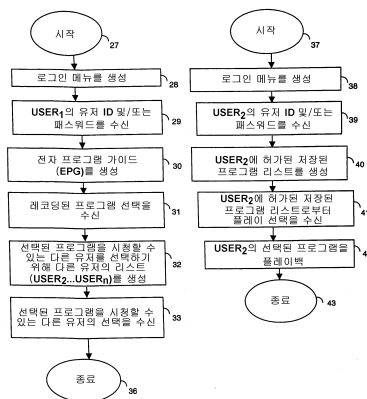 시작
27
로그인 메뉴를 생성
28
USER1의 유저 ID 및/또는
패스워드를 수신
29
전자 프로그램 가이드
(EPG)를 생성
30
레코딩된 프로그램 선택을
수신
31
선택된 프로그램을 시청할 수
있는 다른 유저를 선택하기
위해 다른 유저의 리스트
(USER2...USERn)를 생성
32
선택된 프로그램을 시청할 수
있는 다른 유저의 선택을 수신
33
종료
36
시작
37
로그인 메뉴를 생성
38
USER2의 유저 ID 및/또는
패스워드를 수신
39
USER2에 허가된 저장된
프로그램 리스트를 생성
40
USER2에 허가된 저장된
프로그램 리스트로부터
플레이 선택을 수신
USER2의 선택된 프로그램을
플레이백
종료
43